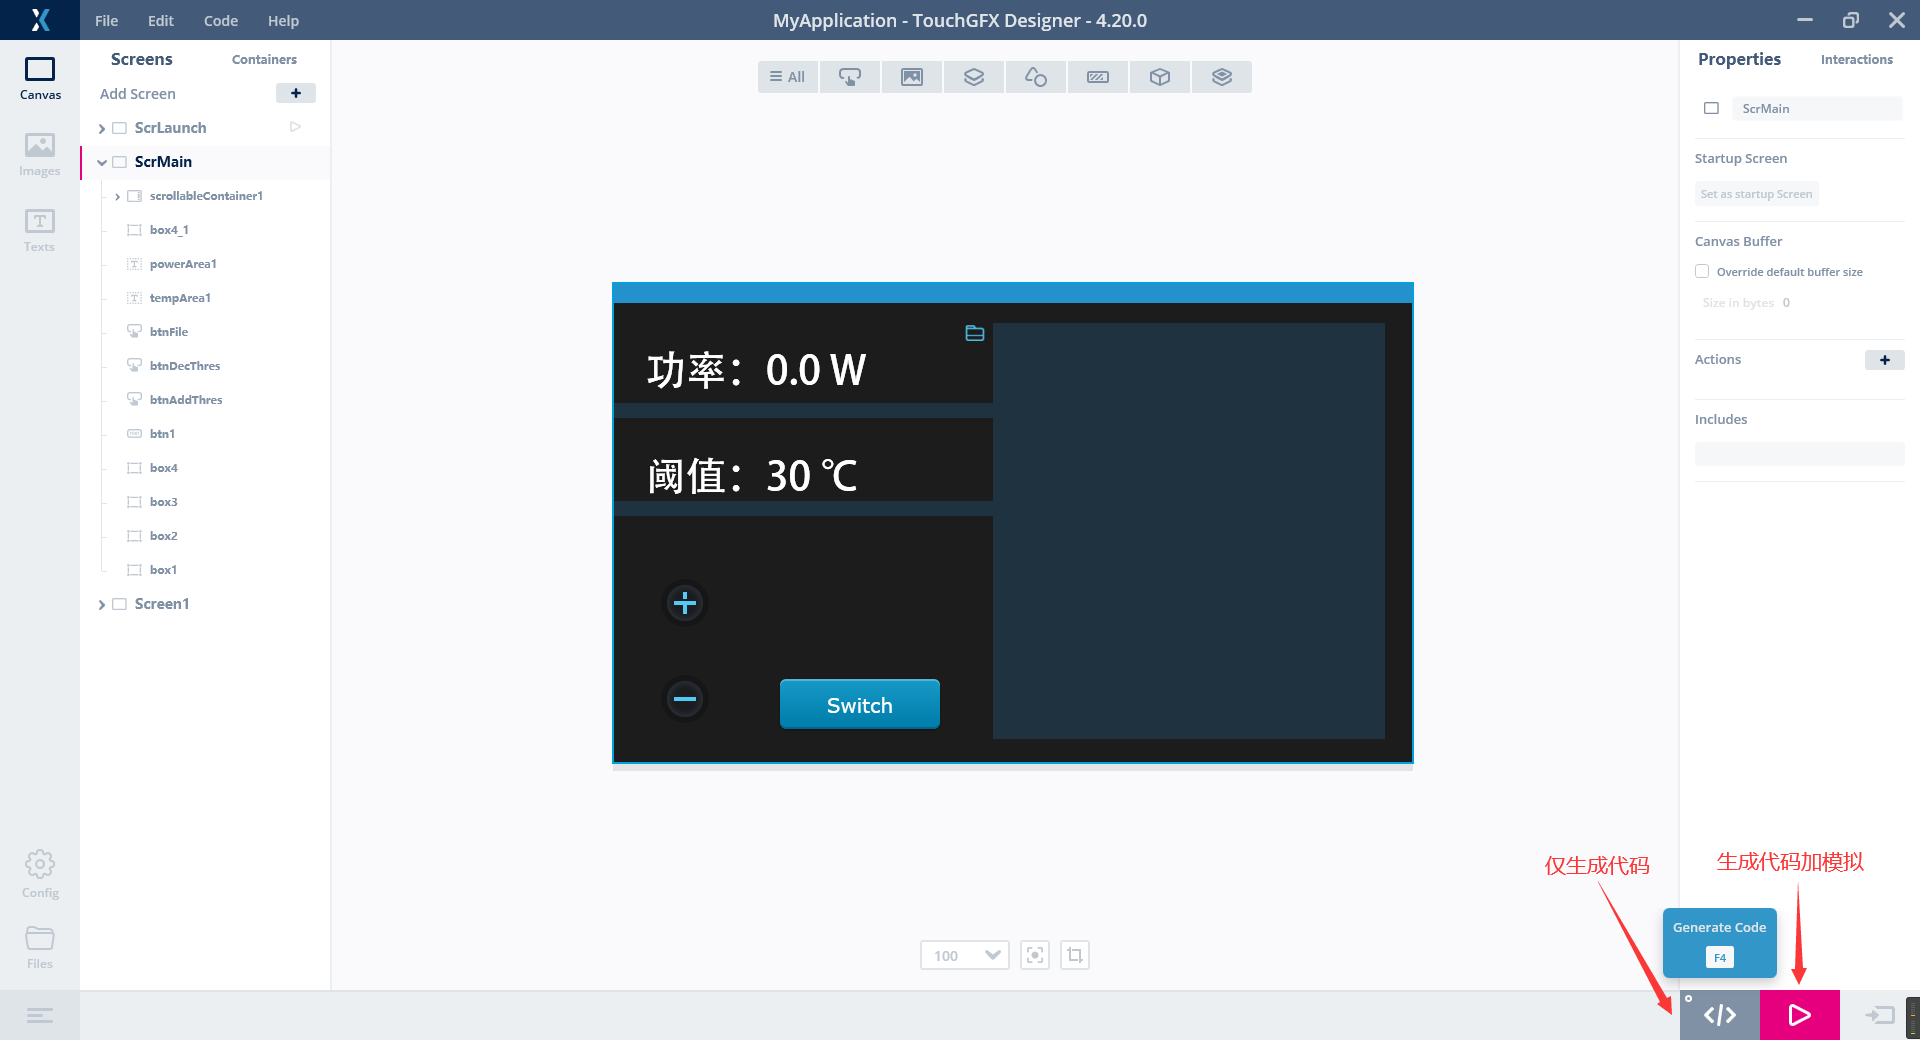 File Edit Code Help
MyApplication - TouchGFX Designer - 4.20.0
Canvas
Images
Texts
Config
Files
Screens Containers
Add Screen
ScrLaunch
ScrMain
scrollableContainer1
box4_1
powerArea1
tempArea1
btnFile
btnDecThres
btnAddThres
btn1
box4
box3
box2
box1
Screen1
All
功率：0.0 W
阈值：30 ℃
Switch
100
Properties Interactions
ScrMain
Startup Screen
Set as startup Screen
Canvas Buffer
Override default buffer size
Size in bytes 0
Actions
Includes
仅生成代码
生成代码加模拟
Generate Code
F4